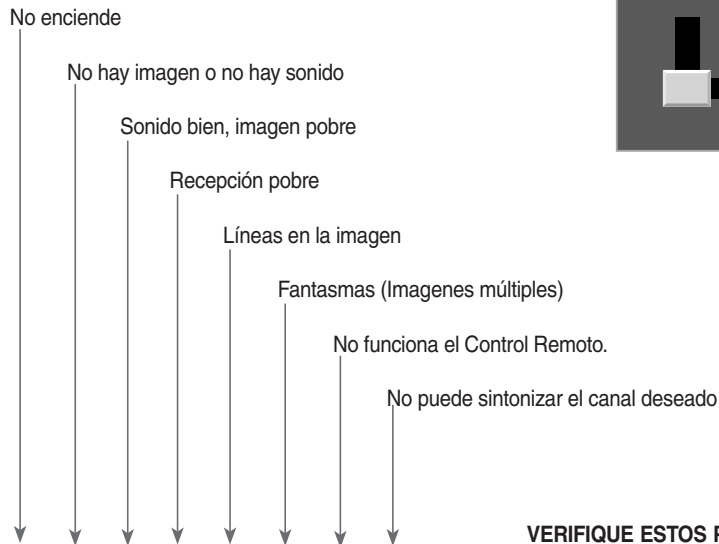 No enciende
No hay imagen o no hay sonido
Sonido bien, imagen pobre
Recepción pobre
Líneas en la imagen
Fantasmas (Imagenes múltiples)
No funciona el Control Remoto.
No puede sintonizar el canal deseado
VERIFIQUE ESTOS